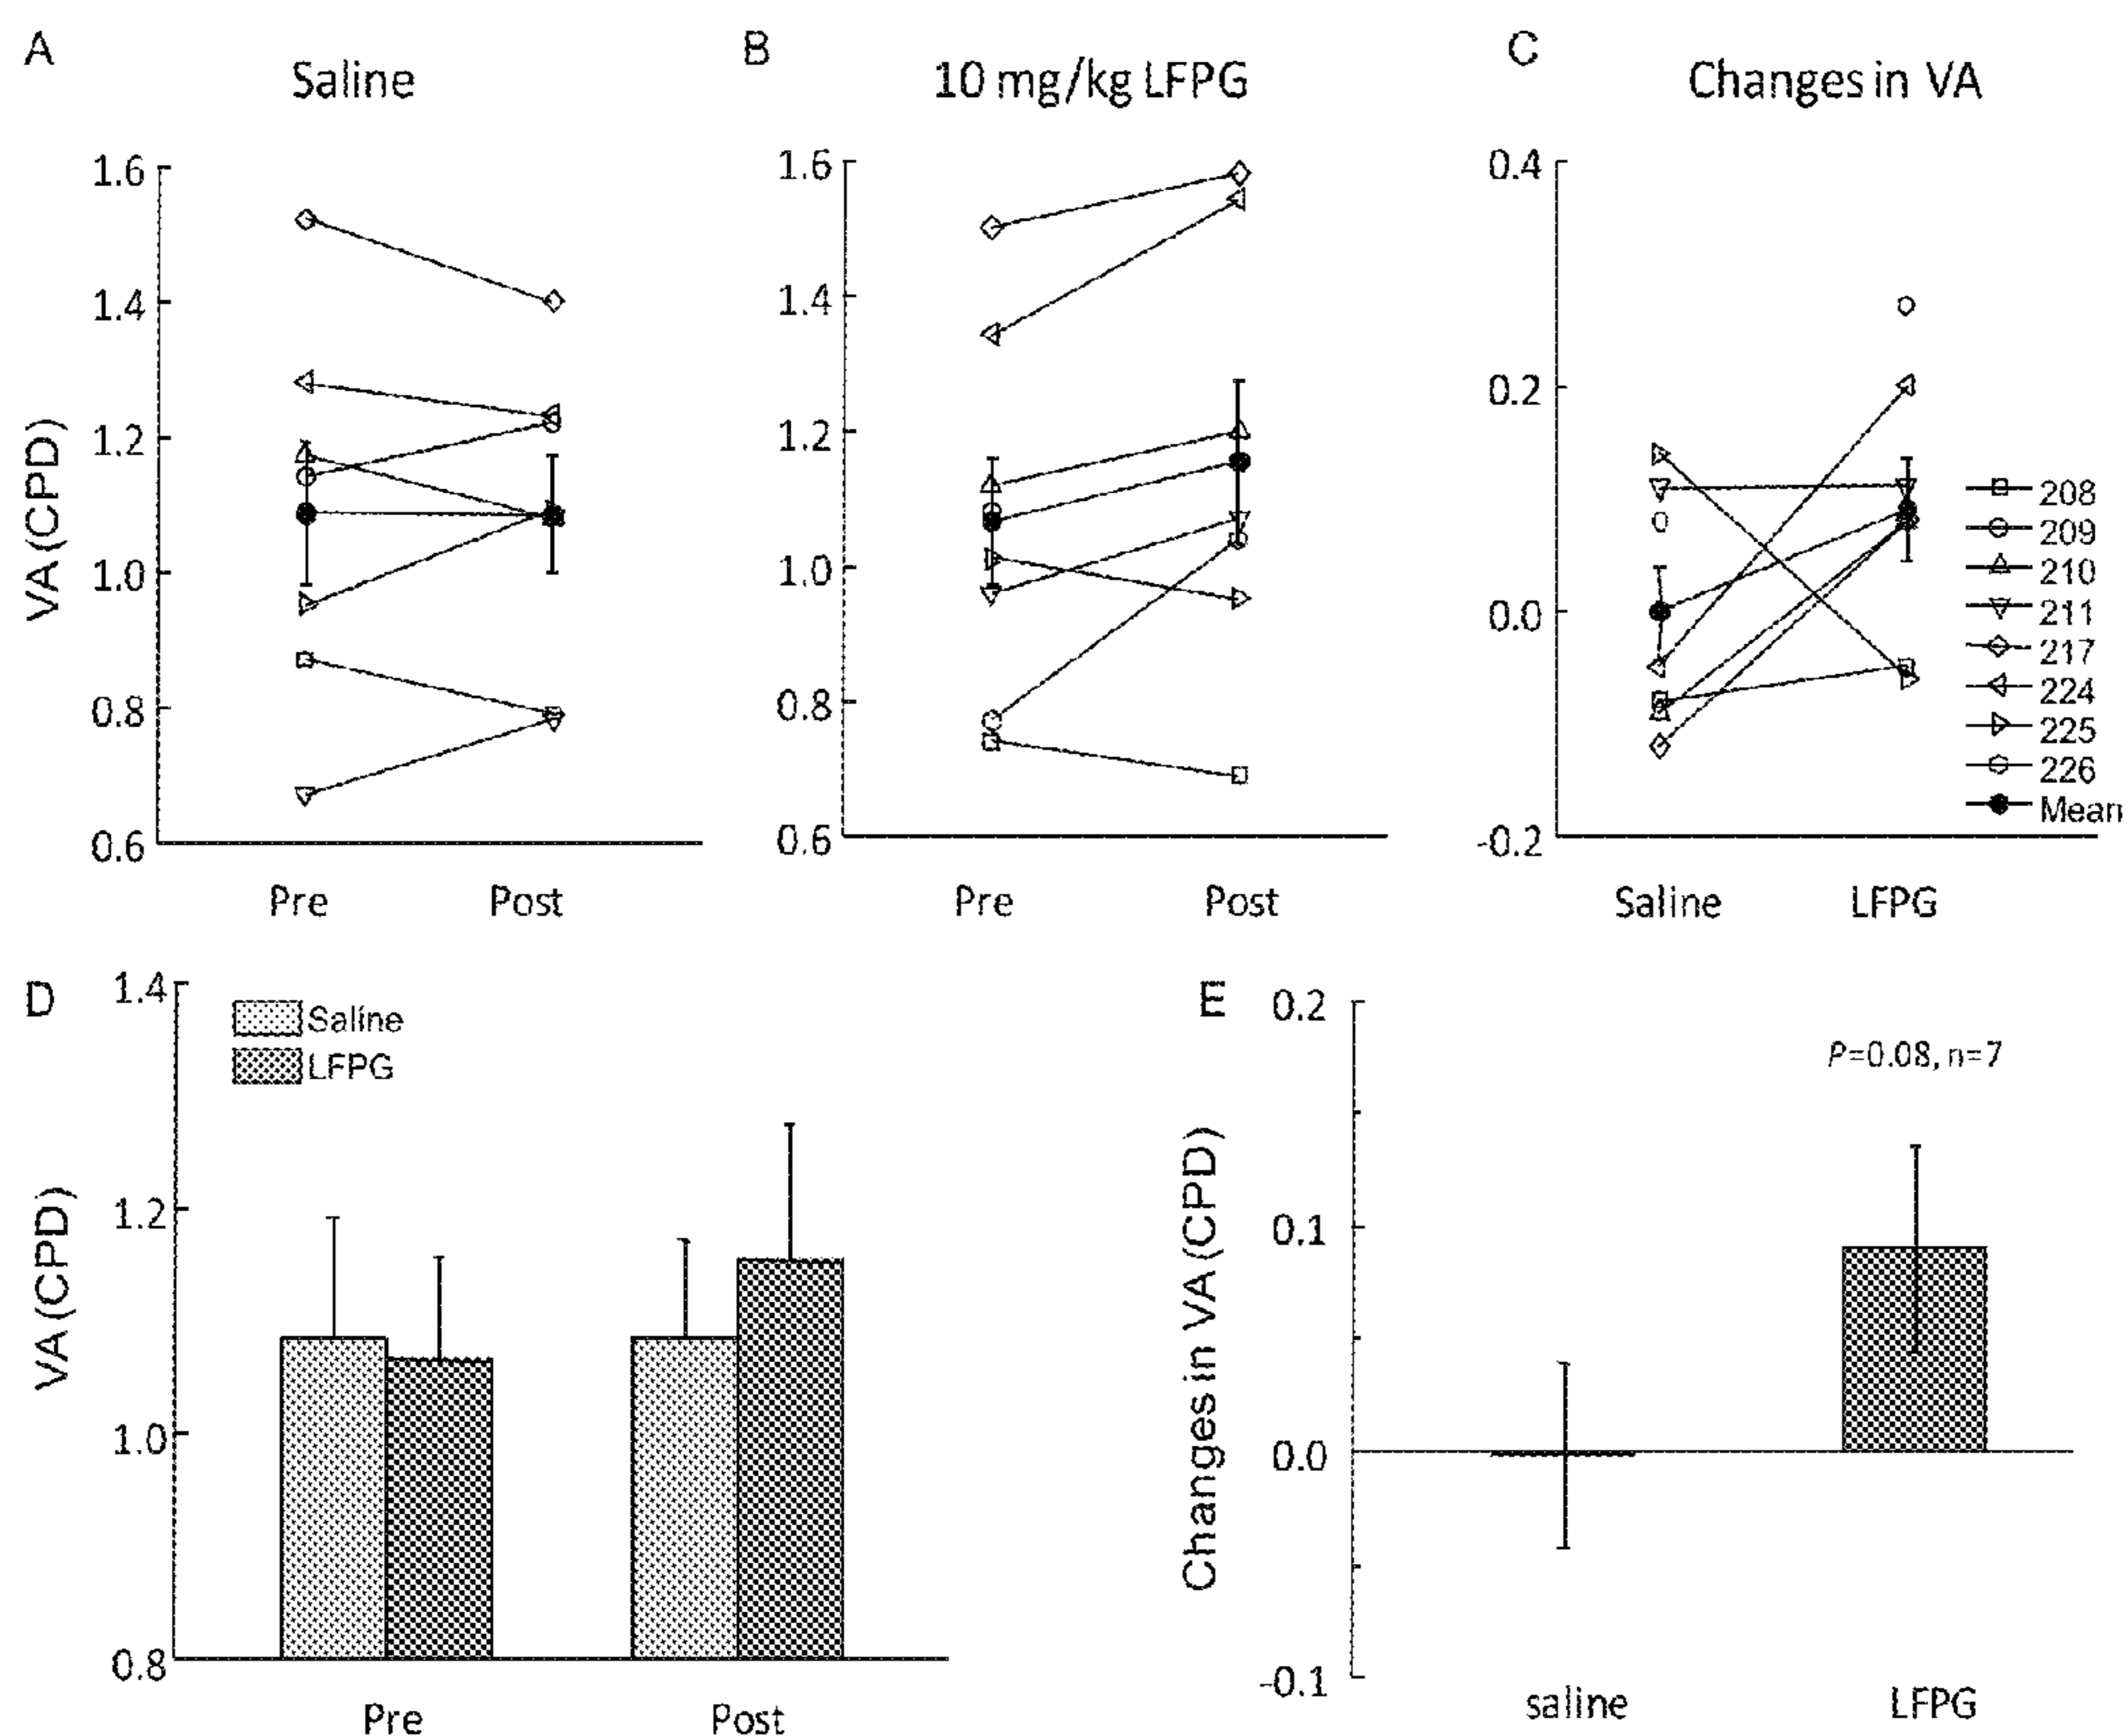 A
Saline
VA (CPD)
1.6
1.4
1.2
1.0
0.8
0.6
Pre
Post
B
10 mg/kg LFPG
1.6
1.4
1.2
1.0
0.8
0.6
Pre
Post
C
Changes in VA
0.4
0.2
0.0
-0.2
Saline
LFPG
208
209
210
211
217
224
225
226
Mean
D
VA (CPD)
1.4
1.2
1.0
0.8
Saline
LFPG
Pre
Post
E
Changes in VA (CPD)
0.2
0.1
0.0
-0.1
P=0.08, n=7
saline
LFPG